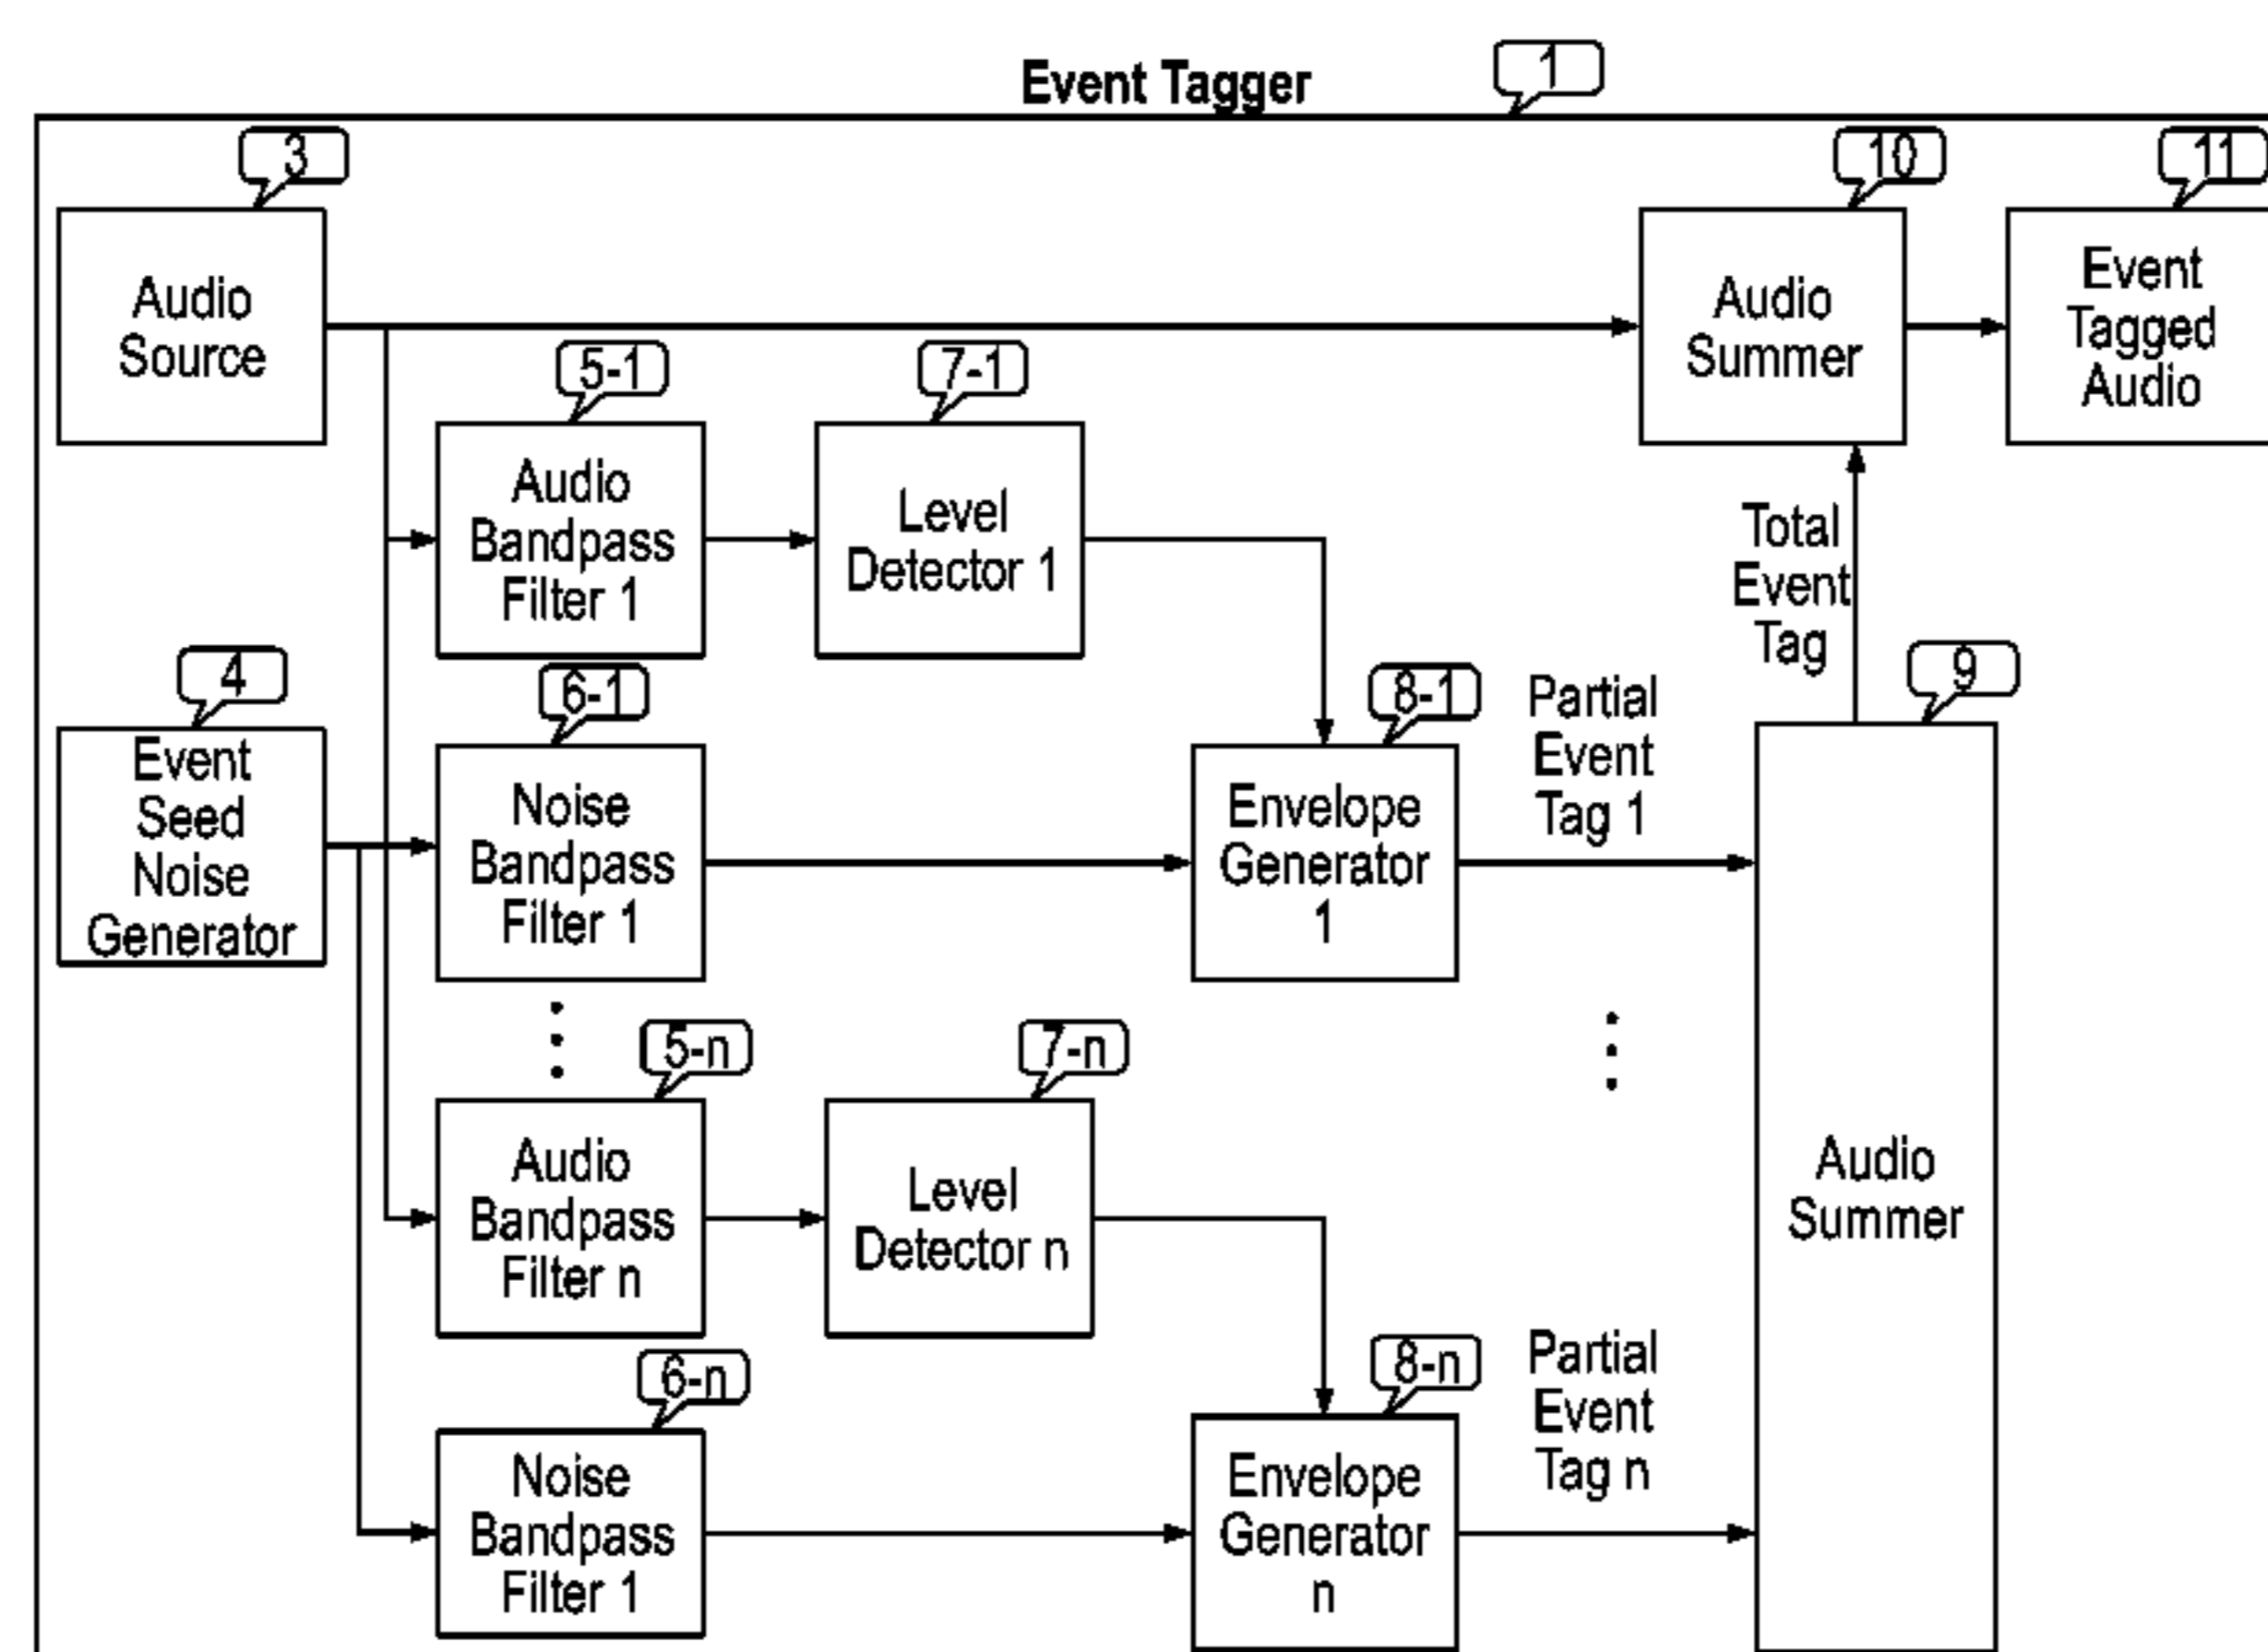 Event Tagger
1
3
10
11
Audio
Source
Audio
Summer
Event
Tagged
Audio
5-1
7-1
Audio
Bandpass
Filter 1
Level
Detector 1
Total
Event
Tag
4
6-1
8-1
9
Event
Seed
Noise
Generator
Noise
Bandpass
Filter 1
Envelope
Generator
1
Partial
Event
Tag 1
5-n
7-n
Audio
Bandpass
Filter n
Level
Detector n
Audio
Summer
6-n
8-n
Noise
Bandpass
Filter 1
Envelope
Generator
n
Partial
Event
Tag n